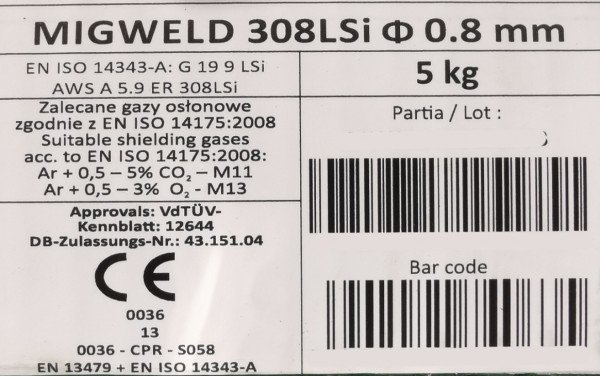 MIGWELD 308LSi Φ 0.8 mm
EN ISO 14343-A: G 19 9 LSi
AWS A 5.9 ER 308LSi
5 kg
Zalecane gazy osłonowe
zgodnie z EN ISO 14175:2008
Suitable shielding gases
acc. to EN ISO 14175:2008:
Ar + 0,5 – 5% CO₂ – M11
Ar + 0,5 – 3% O₂ - M13
Partia / Lot :
Approvals: VdTÜV-
Kennblatt: 12644
DB-Zulassungs-Nr.: 43.151.04
CE
0036
13
0036 - CPR - S058
EN 13479 + EN ISO 14343-A
Bar code